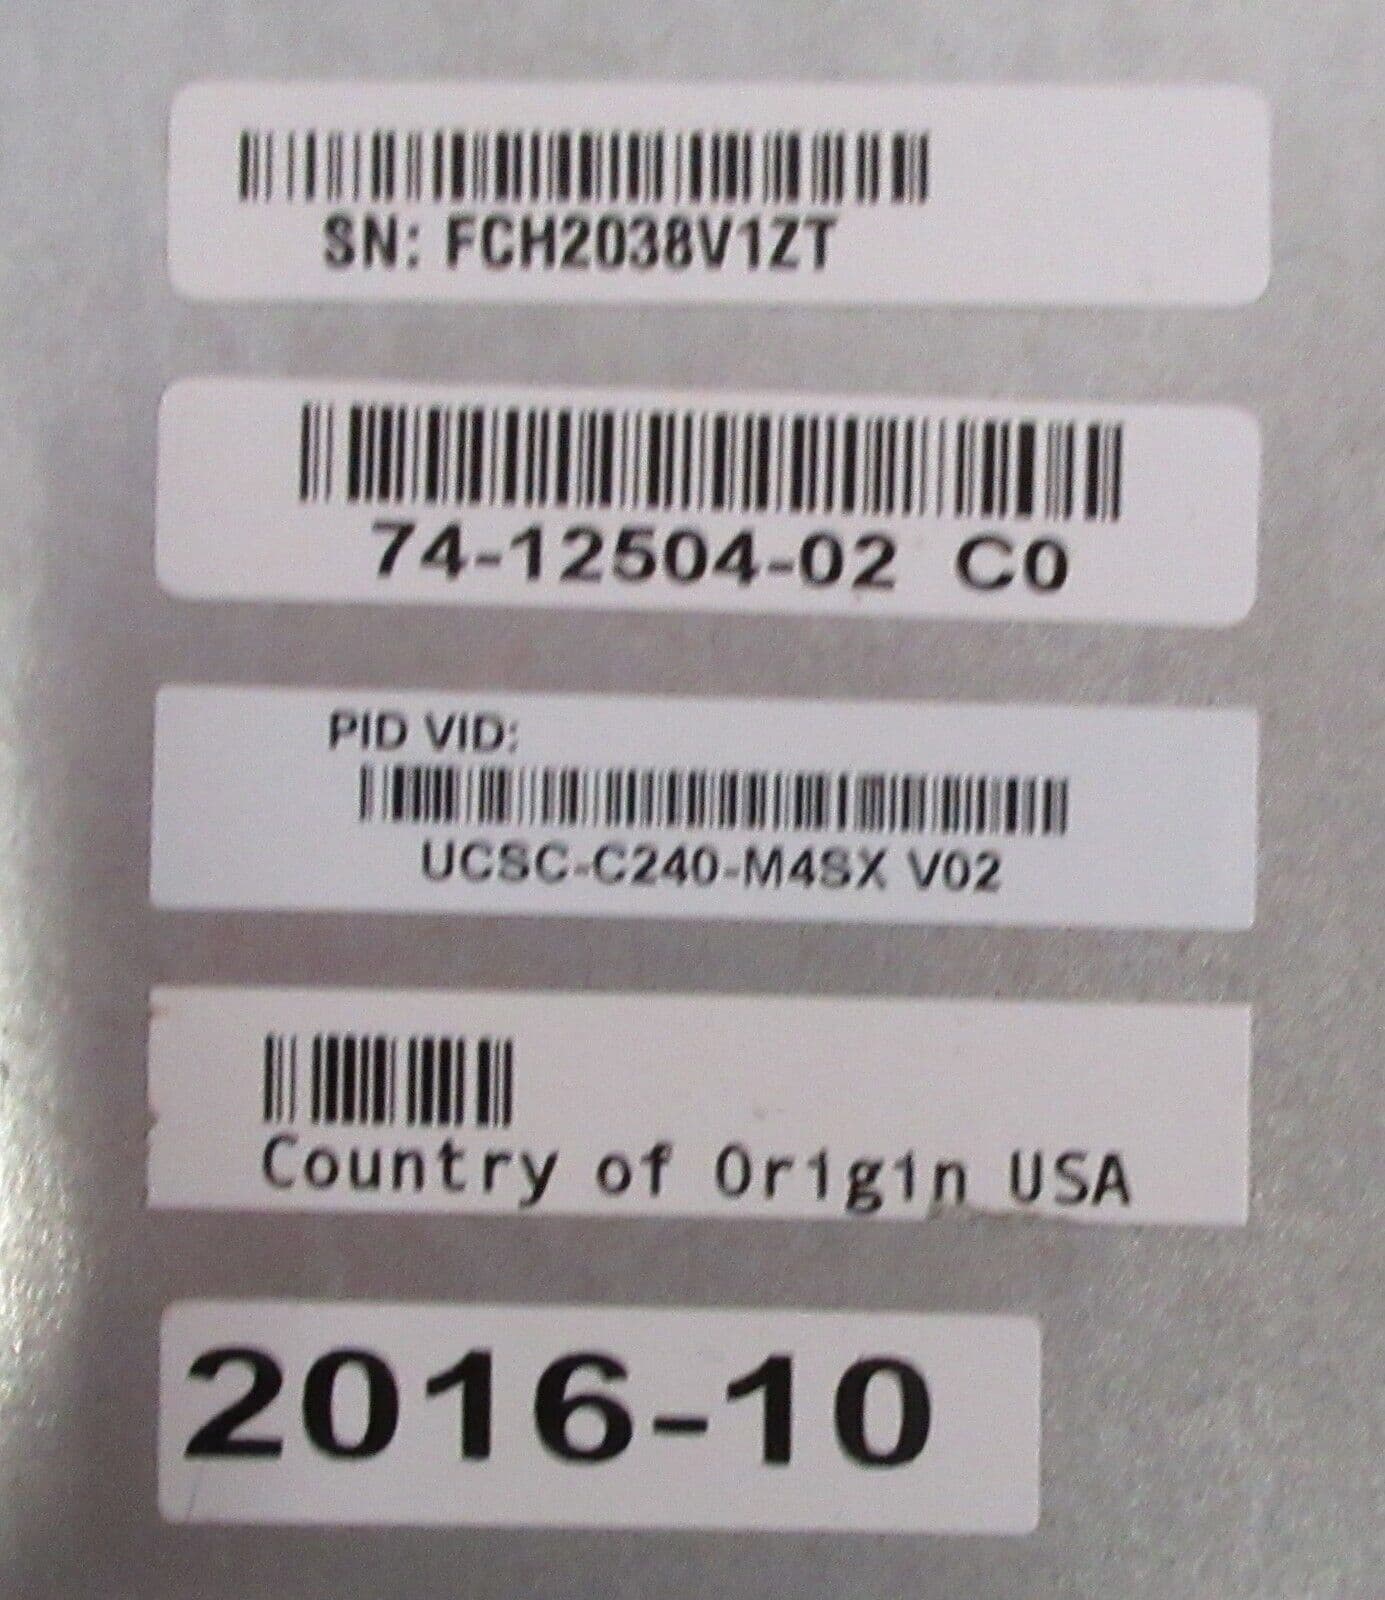 SN: FCH2038V1ZT
74-12504-02 C0
PID VID:
UCSC-C240-M4SX V02
Country of Origin USA
2016-10